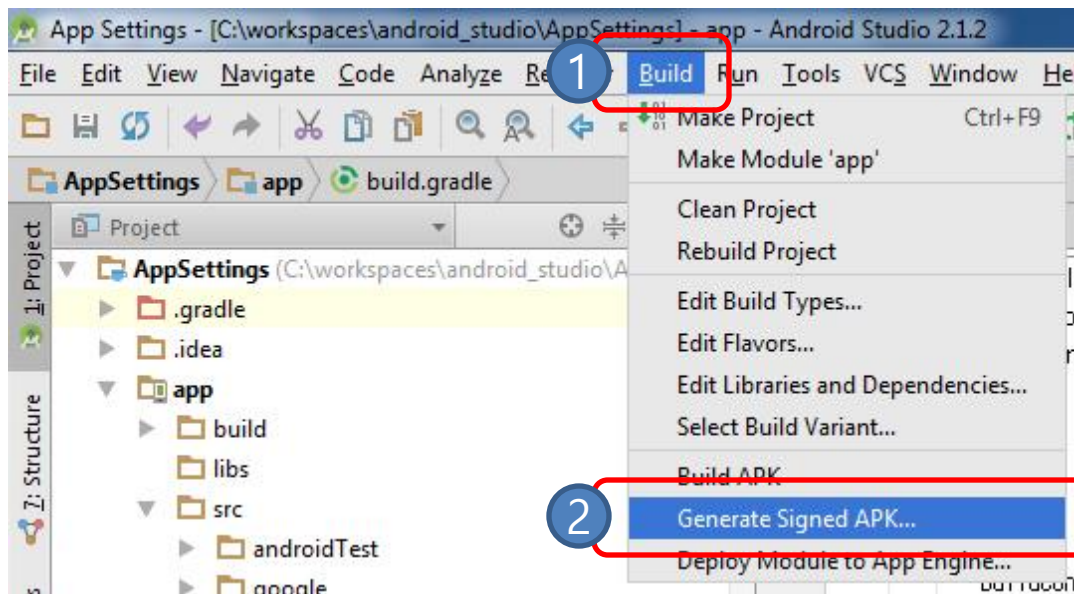 App Settings - [C:\workspaces\android_studio\AppSettings] - app - Android Studio 2.1.2
File Edit View Navigate Code Analyze Build Run Tools VCS Window
1
Make Project Ctrl+F9
Make Module 'app'
AppSettings app build.gradle
Clean Project
1: Project
Project
Rebuild Project
AppSettings (C:\workspaces\android_studio\A
.gradle
Edit Build Types...
.idea
Edit Flavors...
app
Edit Libraries and Dependencies...
7: Structure
build
Select Build Variant...
libs
Build APK
src
2
Generate Signed APK...
androidTest
Deploy Module to App Engine...
google